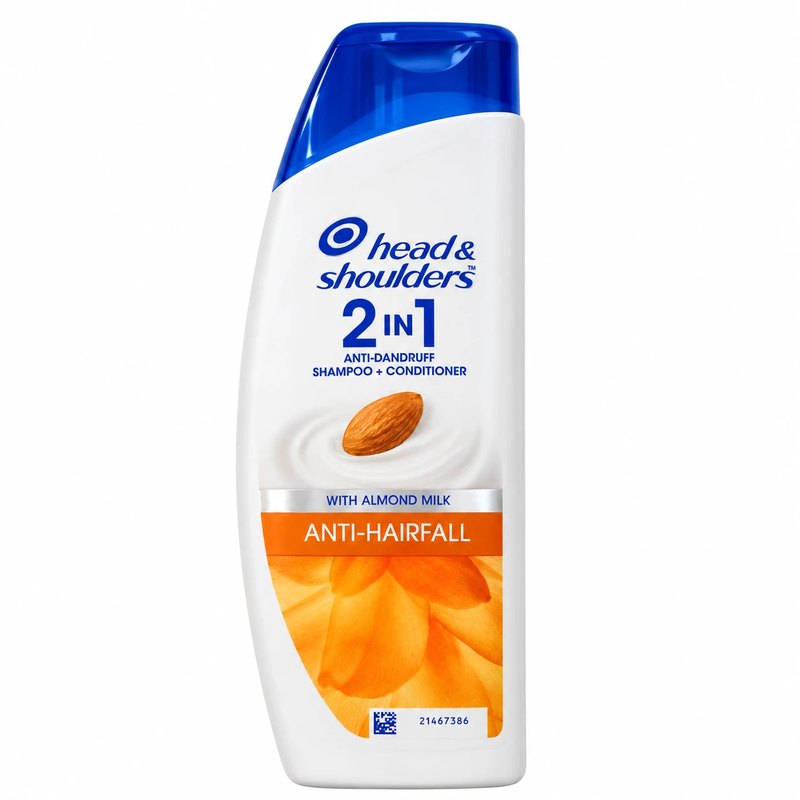 head &
shoulders™
2 IN 1
ANTI-DANDRUFF
SHAMPOO + CONDITIONER
WITH ALMOND MILK
ANTI-HAIRFALL
21467386